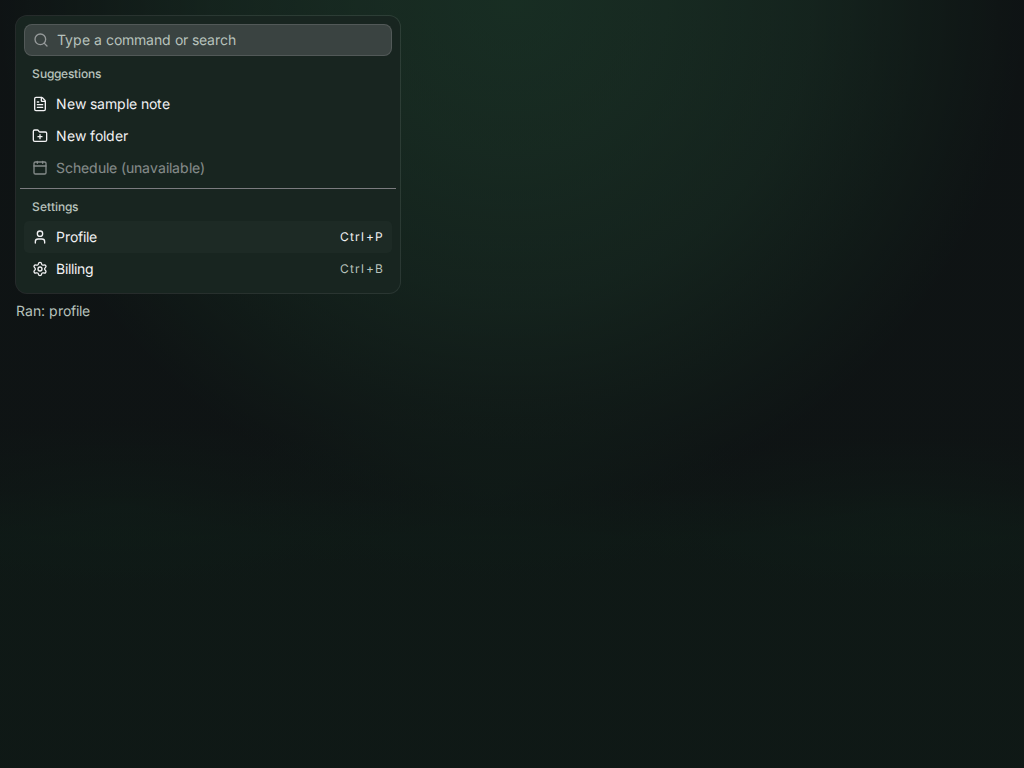 Type a command or search
Suggestions
New sample note
New folder
Schedule (unavailable)
Settings
Profile Ctrl+P
Billing Ctrl+B
Ran: profile